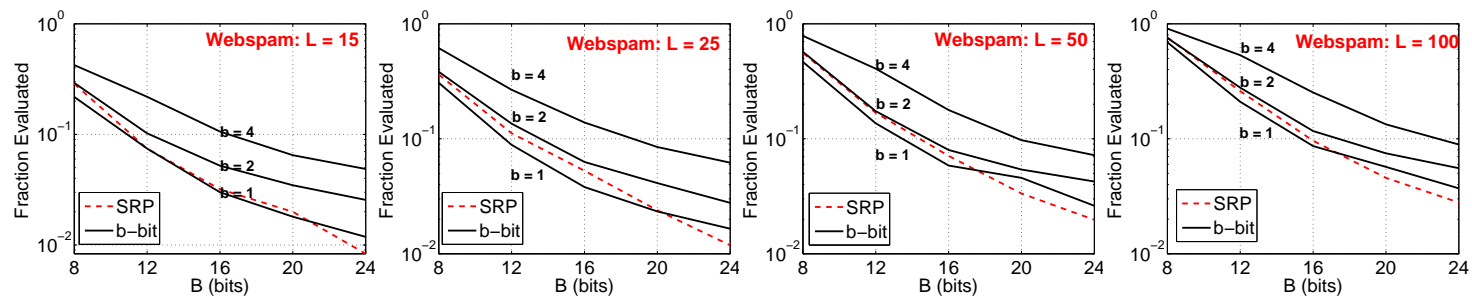 Fraction Evaluated
10^0
10^−1
10^−2
Webspam: L = 15
b = 4
b = 2
b = 1
SRP
b−bit
8 12 16 20 24
B (bits)
Fraction Evaluated
10^0
10^−1
10^−2
Webspam: L = 25
b = 4
b = 2
b = 1
SRP
b−bit
8 12 16 20 24
B (bits)
Fraction Evaluated
10^0
10^−1
10^−2
Webspam: L = 50
b = 4
b = 2
b = 1
SRP
b−bit
8 12 16 20 24
B (bits)
Fraction Evaluated
10^0
10^−1
10^−2
Webspam: L = 100
b = 4
b = 2
b = 1
SRP
b−bit
8 12 16 20 24
B (bits)